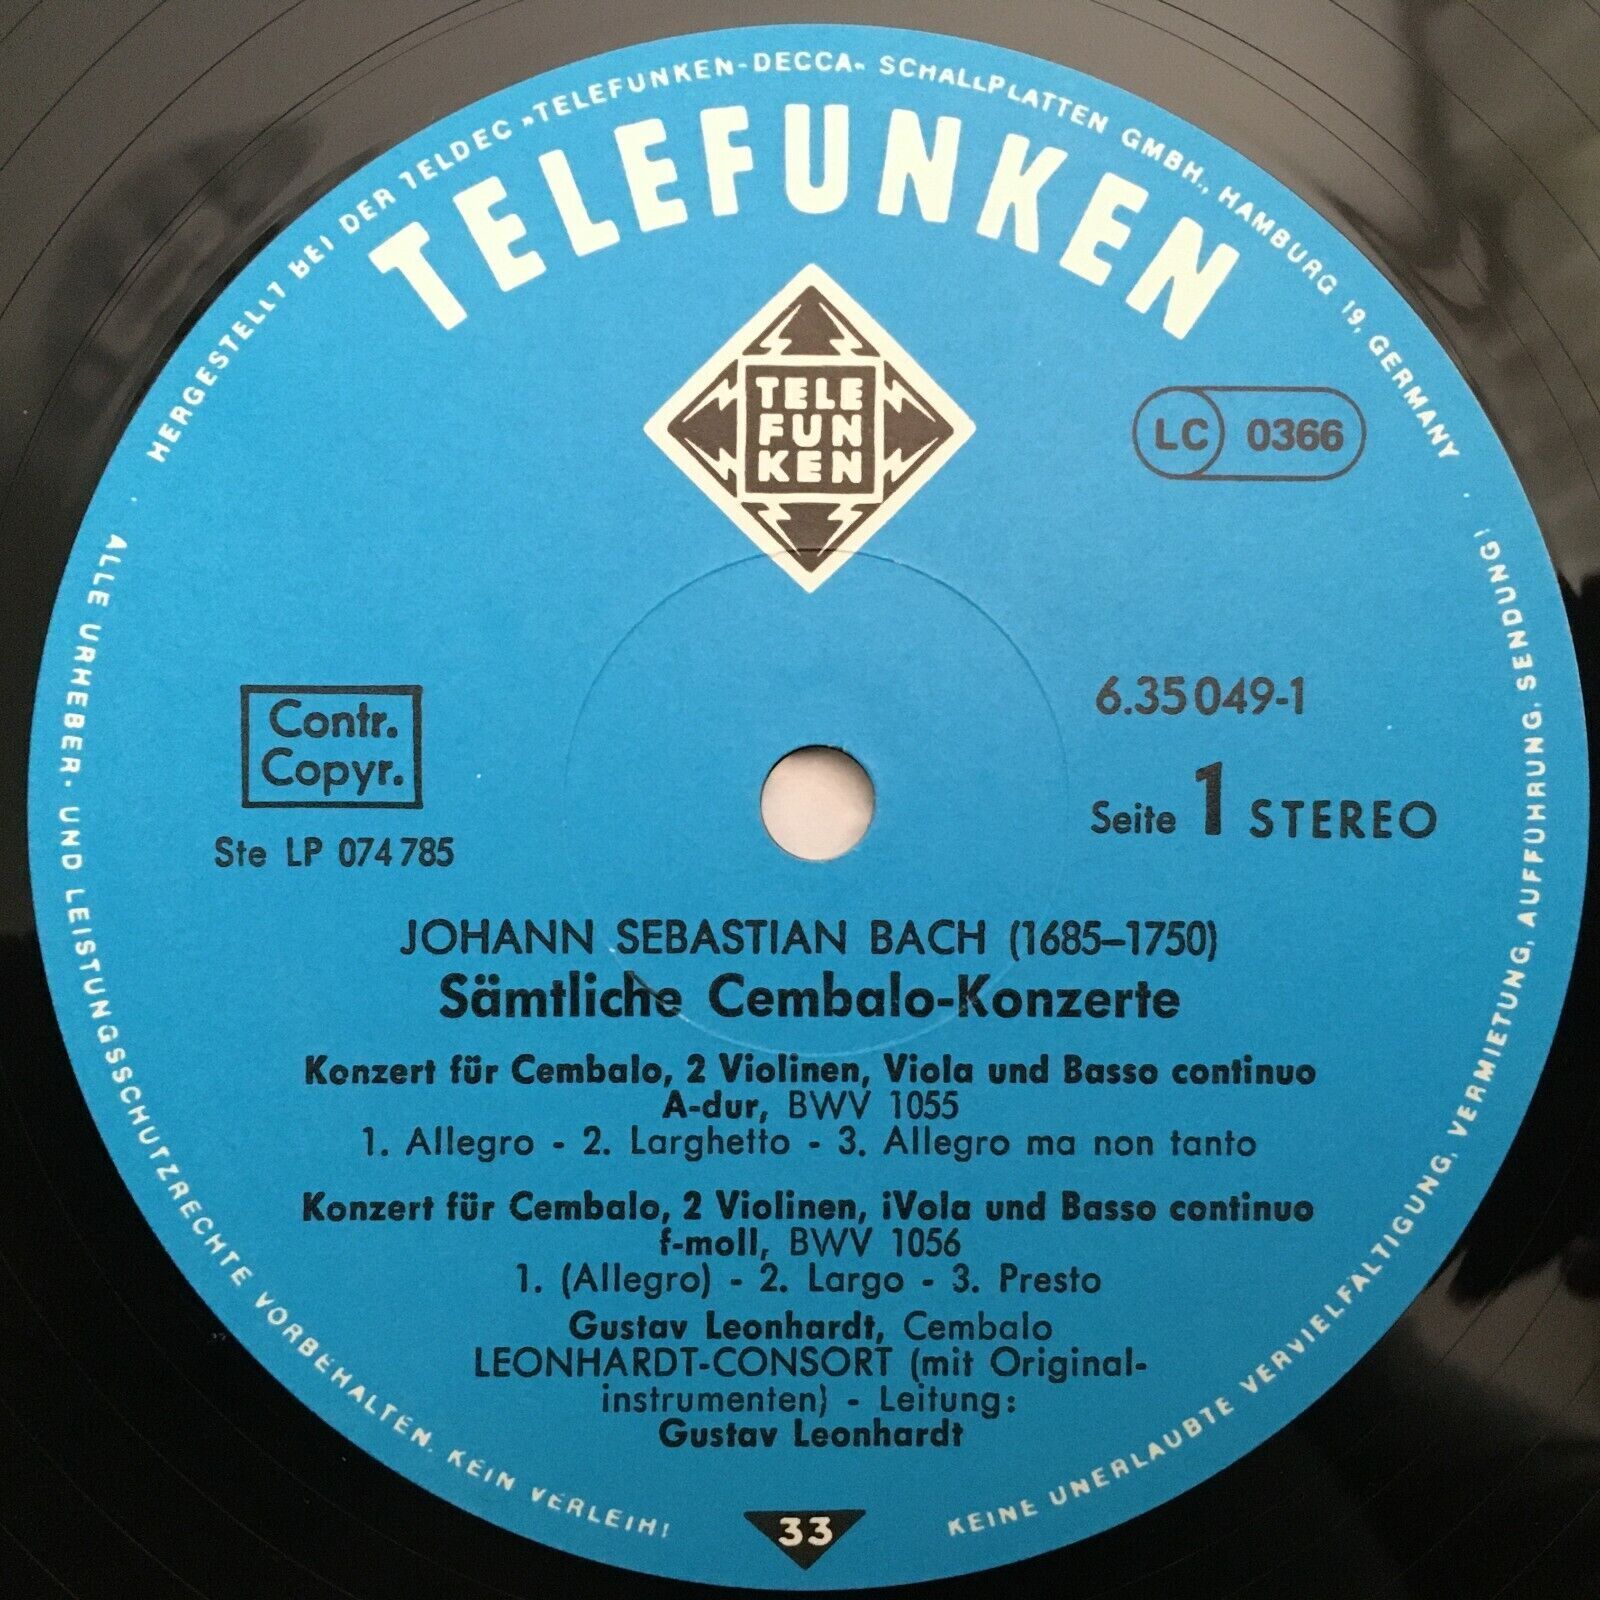 HERGESTELLT BEI DER TELDEC »TELEFUNKEN-DECCA« SCHALLPLATTEN GMBH., HAMBURG 19, GERMANY
TELEFUNKEN
TELE
FUN
KEN
LC 0366
Contr.
Copyr.
Ste LP 074785
6.35049-1
Seite 1 STEREO
JOHANN SEBASTIAN BACH (1685–1750)
Sämtliche Cembalo-Konzerte
Konzert für Cembalo, 2 Violinen, Viola und Basso continuo
A-dur, BWV 1055
1. Allegro - 2. Larghetto - 3. Allegro ma non tanto
Konzert für Cembalo, 2 Violinen, iVola und Basso continuo
f-moll, BWV 1056
1. (Allegro) - 2. Largo - 3. Presto
Gustav Leonhardt, Cembalo
LEONHARDT-CONSORT (mit Original-
instrumenten) - Leitung:
Gustav Leonhardt
33
ALLE URHEBER- UND LEISTUNGSSCHUTZRECHTE VORBEHALTEN. KEIN VERLEIH!
KEINE UNERLAUBTE VERVIELFÄLTIGUNG, VERMIETUNG, AUFFÜHRUNG, SENDUNG!